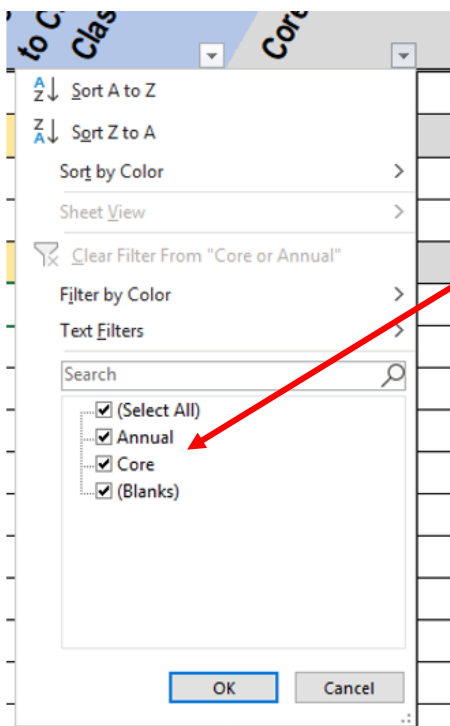 to C
Clas
Core
Sort A to Z
Sort Z to A
Sort by Color
Sheet View
Clear Filter From "Core or Annual"
Filter by Color
Text Filters
Search
(Select All)
Annual
Core
(Blanks)
OK
Cancel